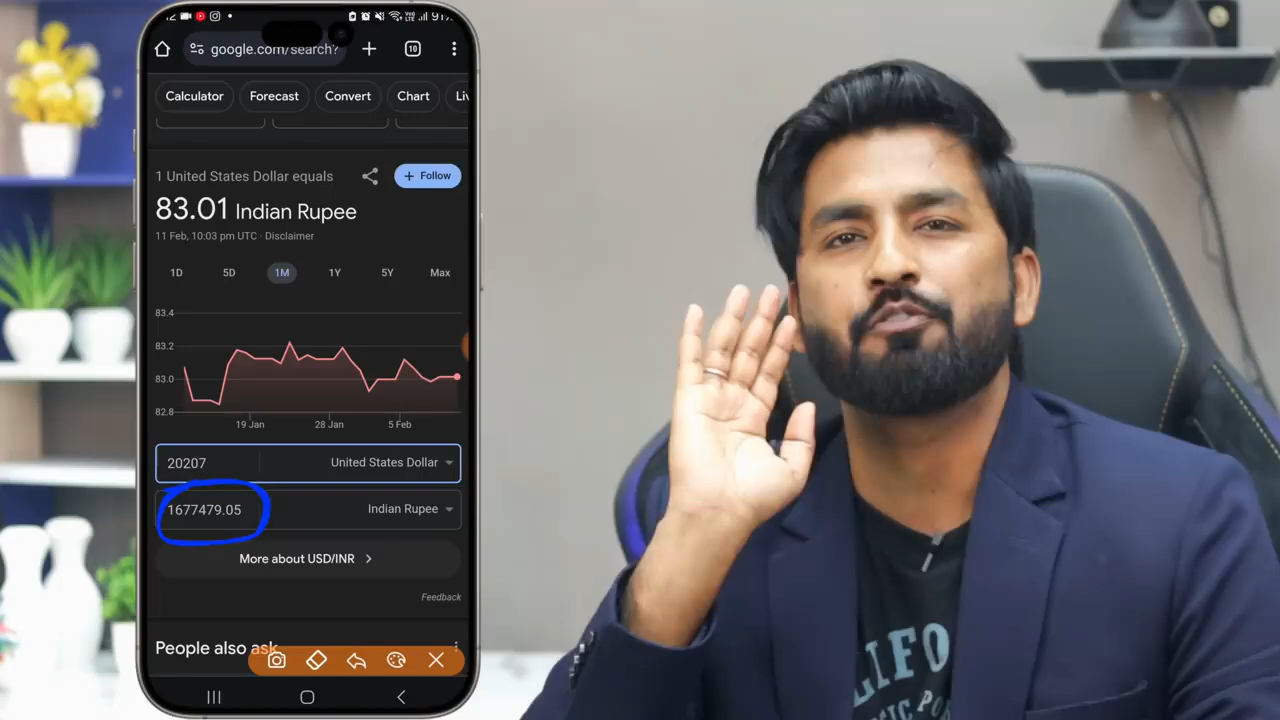 google.com/search?
10
Calculator
Forecast
Convert
Chart
1 United States Dollar equals
+ Follow
83.01 Indian Rupee
11 Feb, 10:03 pm UTC · Disclaimer
1D 5D 1M 1Y 5Y Max
83.4
83.2
83.0
82.8
19 Jan 28 Jan 5 Feb
20207 United States Dollar
1677479.05 Indian Rupee
More about USD/INR >
Feedback
People also ask